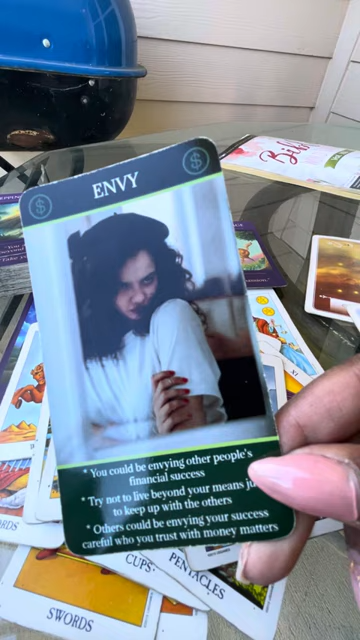 $ ENVY $
* You could be envying other people's
financial success
* Try not to live beyond your means
to keep up with the others
* Others could be envying your success
careful who you trust with money matters
CUPS
PENTACLES
SWORDS